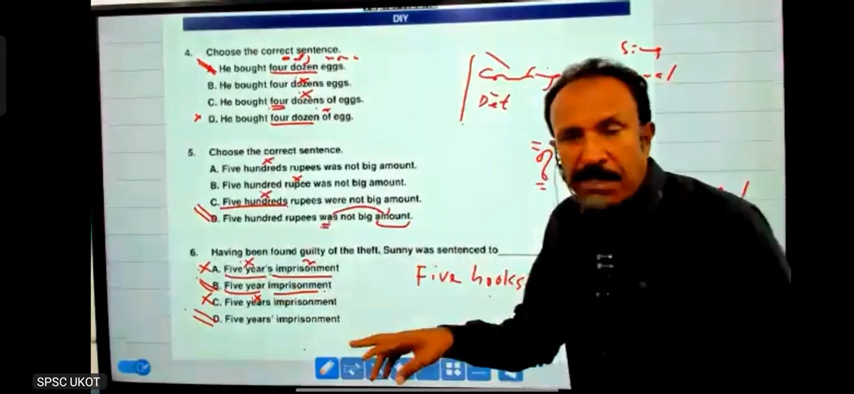 DIY
4. Choose the correct sentence.
A. He bought four dozen eggs.
B. He bought four dozens eggs.
C. He bought four dozens of eggs.
D. He bought four dozen of egg.
5. Choose the correct sentence.
A. Five hundreds rupees was not big amount.
B. Five hundred rupee was not big amount.
C. Five hundreds rupees were not big amount.
D. Five hundred rupees was not big amount.
6. Having been found guilty of the theft, Sunny was sentenced to
A. Five year's imprisonment
B. Five year imprisonment
C. Five years imprisonment
D. Five years' imprisonment
Det
Five books
SPSC UKOT